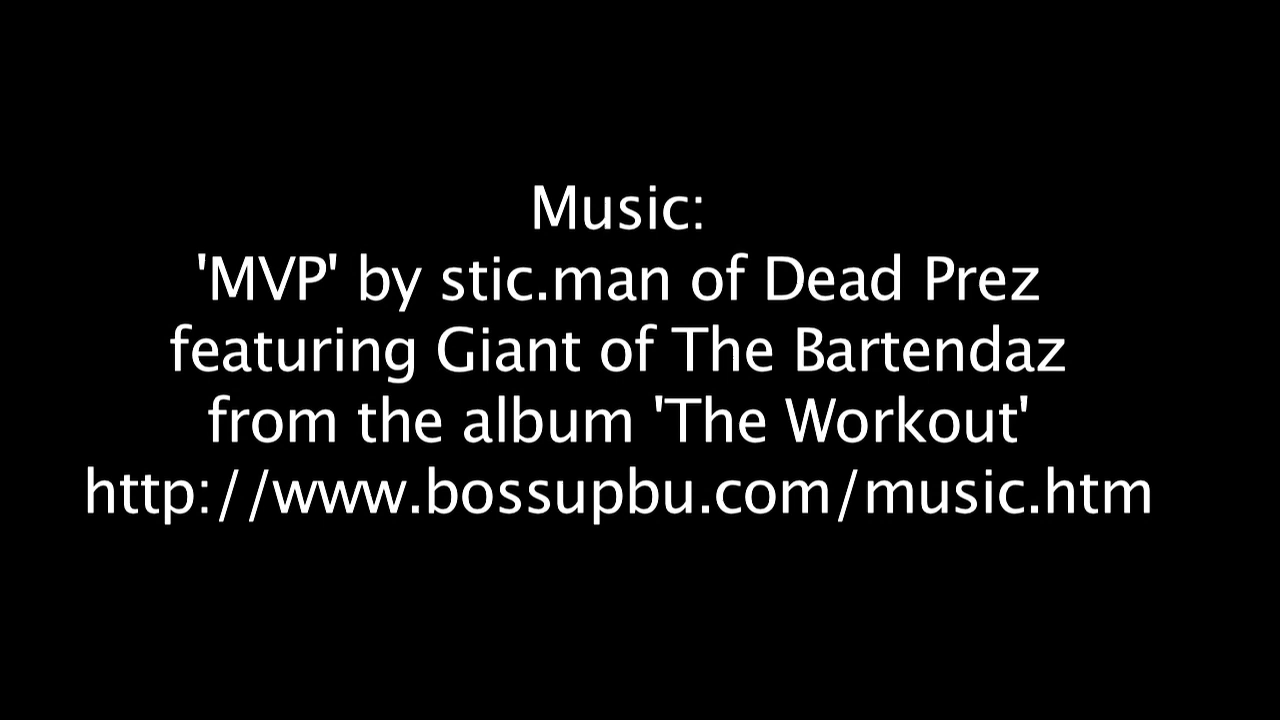 Music:
'MVP' by stic.man of Dead Prez
featuring Giant of The Bartendaz
from the album 'The Workout'
http://www.bossupbu.com/music.htm